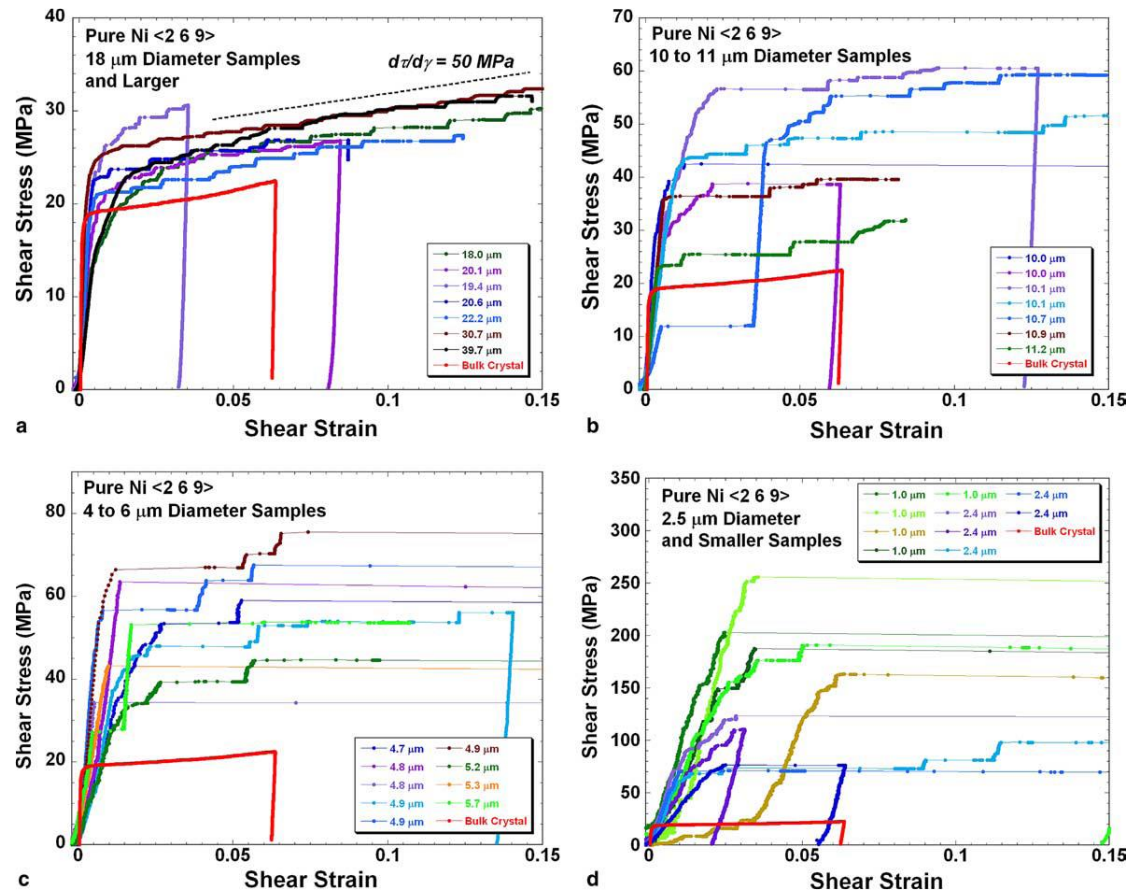 Pure Ni <2 6 9>
18 μm Diameter Samples
and Larger
dτ/dγ = 50 MPa
Shear Stress (MPa)
40
30
20
10
0
0
0.05
0.1
0.15
Shear Strain
18.0 μm
20.1 μm
19.4 μm
20.6 μm
22.2 μm
30.7 μm
39.7 μm
Bulk Crystal
a
Pure Ni <2 6 9>
10 to 11 μm Diameter Samples
Shear Stress (MPa)
70
60
50
40
30
20
10
0
0
0.05
0.1
0.15
Shear Strain
10.0 μm
10.0 μm
10.1 μm
10.1 μm
10.7 μm
10.9 μm
11.2 μm
Bulk Crystal
b
Pure Ni <2 6 9>
4 to 6 μm Diameter Samples
Shear Stress (MPa)
80
60
40
20
0
0
0.05
0.1
0.15
Shear Strain
4.7 μm 4.9 μm
4.8 μm 5.2 μm
4.8 μm 5.3 μm
4.9 μm 5.7 μm
4.9 μm Bulk Crystal
c
Pure Ni <2 6 9>
2.5 μm Diameter
and Smaller Samples
Shear Stress (MPa)
350
300
250
200
150
100
50
0
0
0.05
0.1
0.15
Shear Strain
1.0 μm 1.0 μm 2.4 μm
1.0 μm 2.4 μm 2.4 μm
1.0 μm 2.4 μm Bulk Crystal
1.0 μm 2.4 μm
d